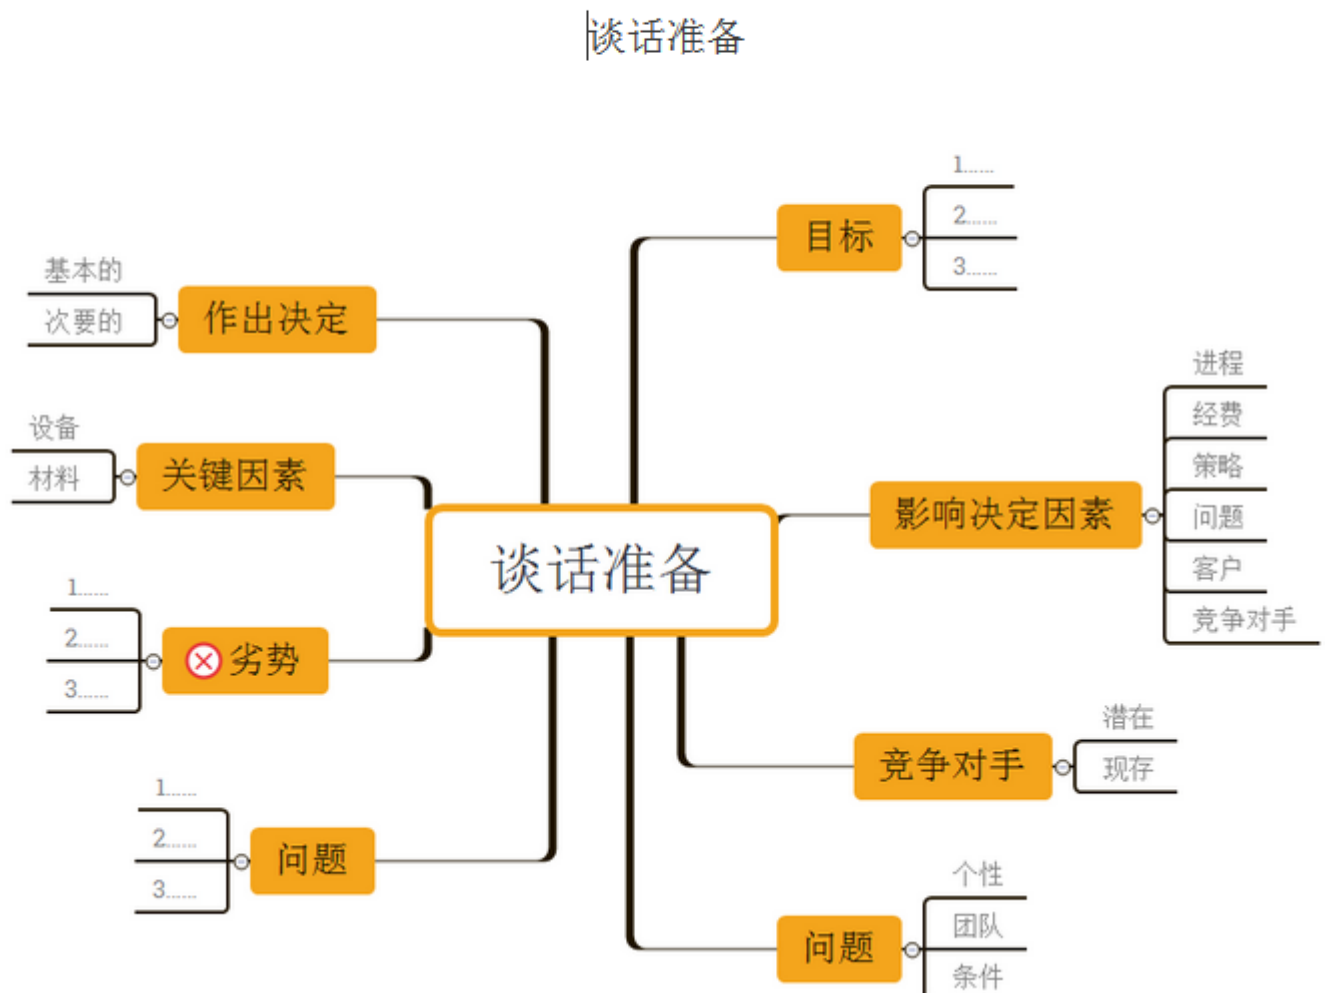 谈话准备
谈话准备
目标
1......
2......
3......
影响决定因素
进程
经费
策略
问题
客户
竞争对手
竞争对手
潜在
现存
问题
个性
团队
条件
作出决定
基本的
次要的
关键因素
设备
材料
劣势
1......
2......
3......
问题
1......
2......
3......